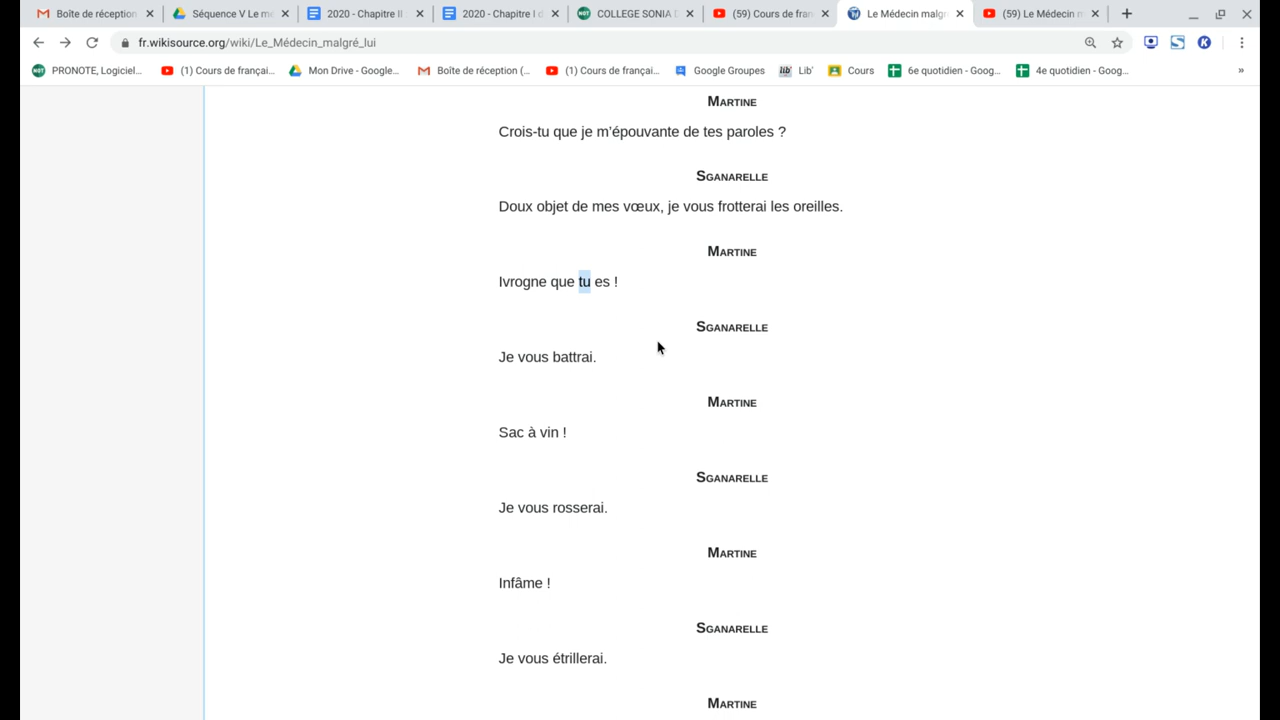 Boîte de réception
Séquence V Le m
2020 - Chapitre II
2020 - Chapitre I d
COLLEGE SONIA D
(59) Cours de fran
Le Médecin malgr
(59) Le Médecin m
fr.wikisource.org/wiki/Le_Médecin_malgré_lui
PRONOTE, Logiciel...
(1) Cours de françai...
Mon Drive - Google...
Boîte de réception (...
(1) Cours de françai...
Google Groupes
lib' Lib'
Cours
6e quotidien - Goog...
4e quotidien - Goog...
»
Martine
Crois-tu que je m’épouvante de tes paroles ?
Sganarelle
Doux objet de mes vœux, je vous frotterai les oreilles.
Martine
Ivrogne que tu es !
Sganarelle
Je vous battrai.
Martine
Sac à vin !
Sganarelle
Je vous rosserai.
Martine
Infâme !
Sganarelle
Je vous étrillerai.
Martine